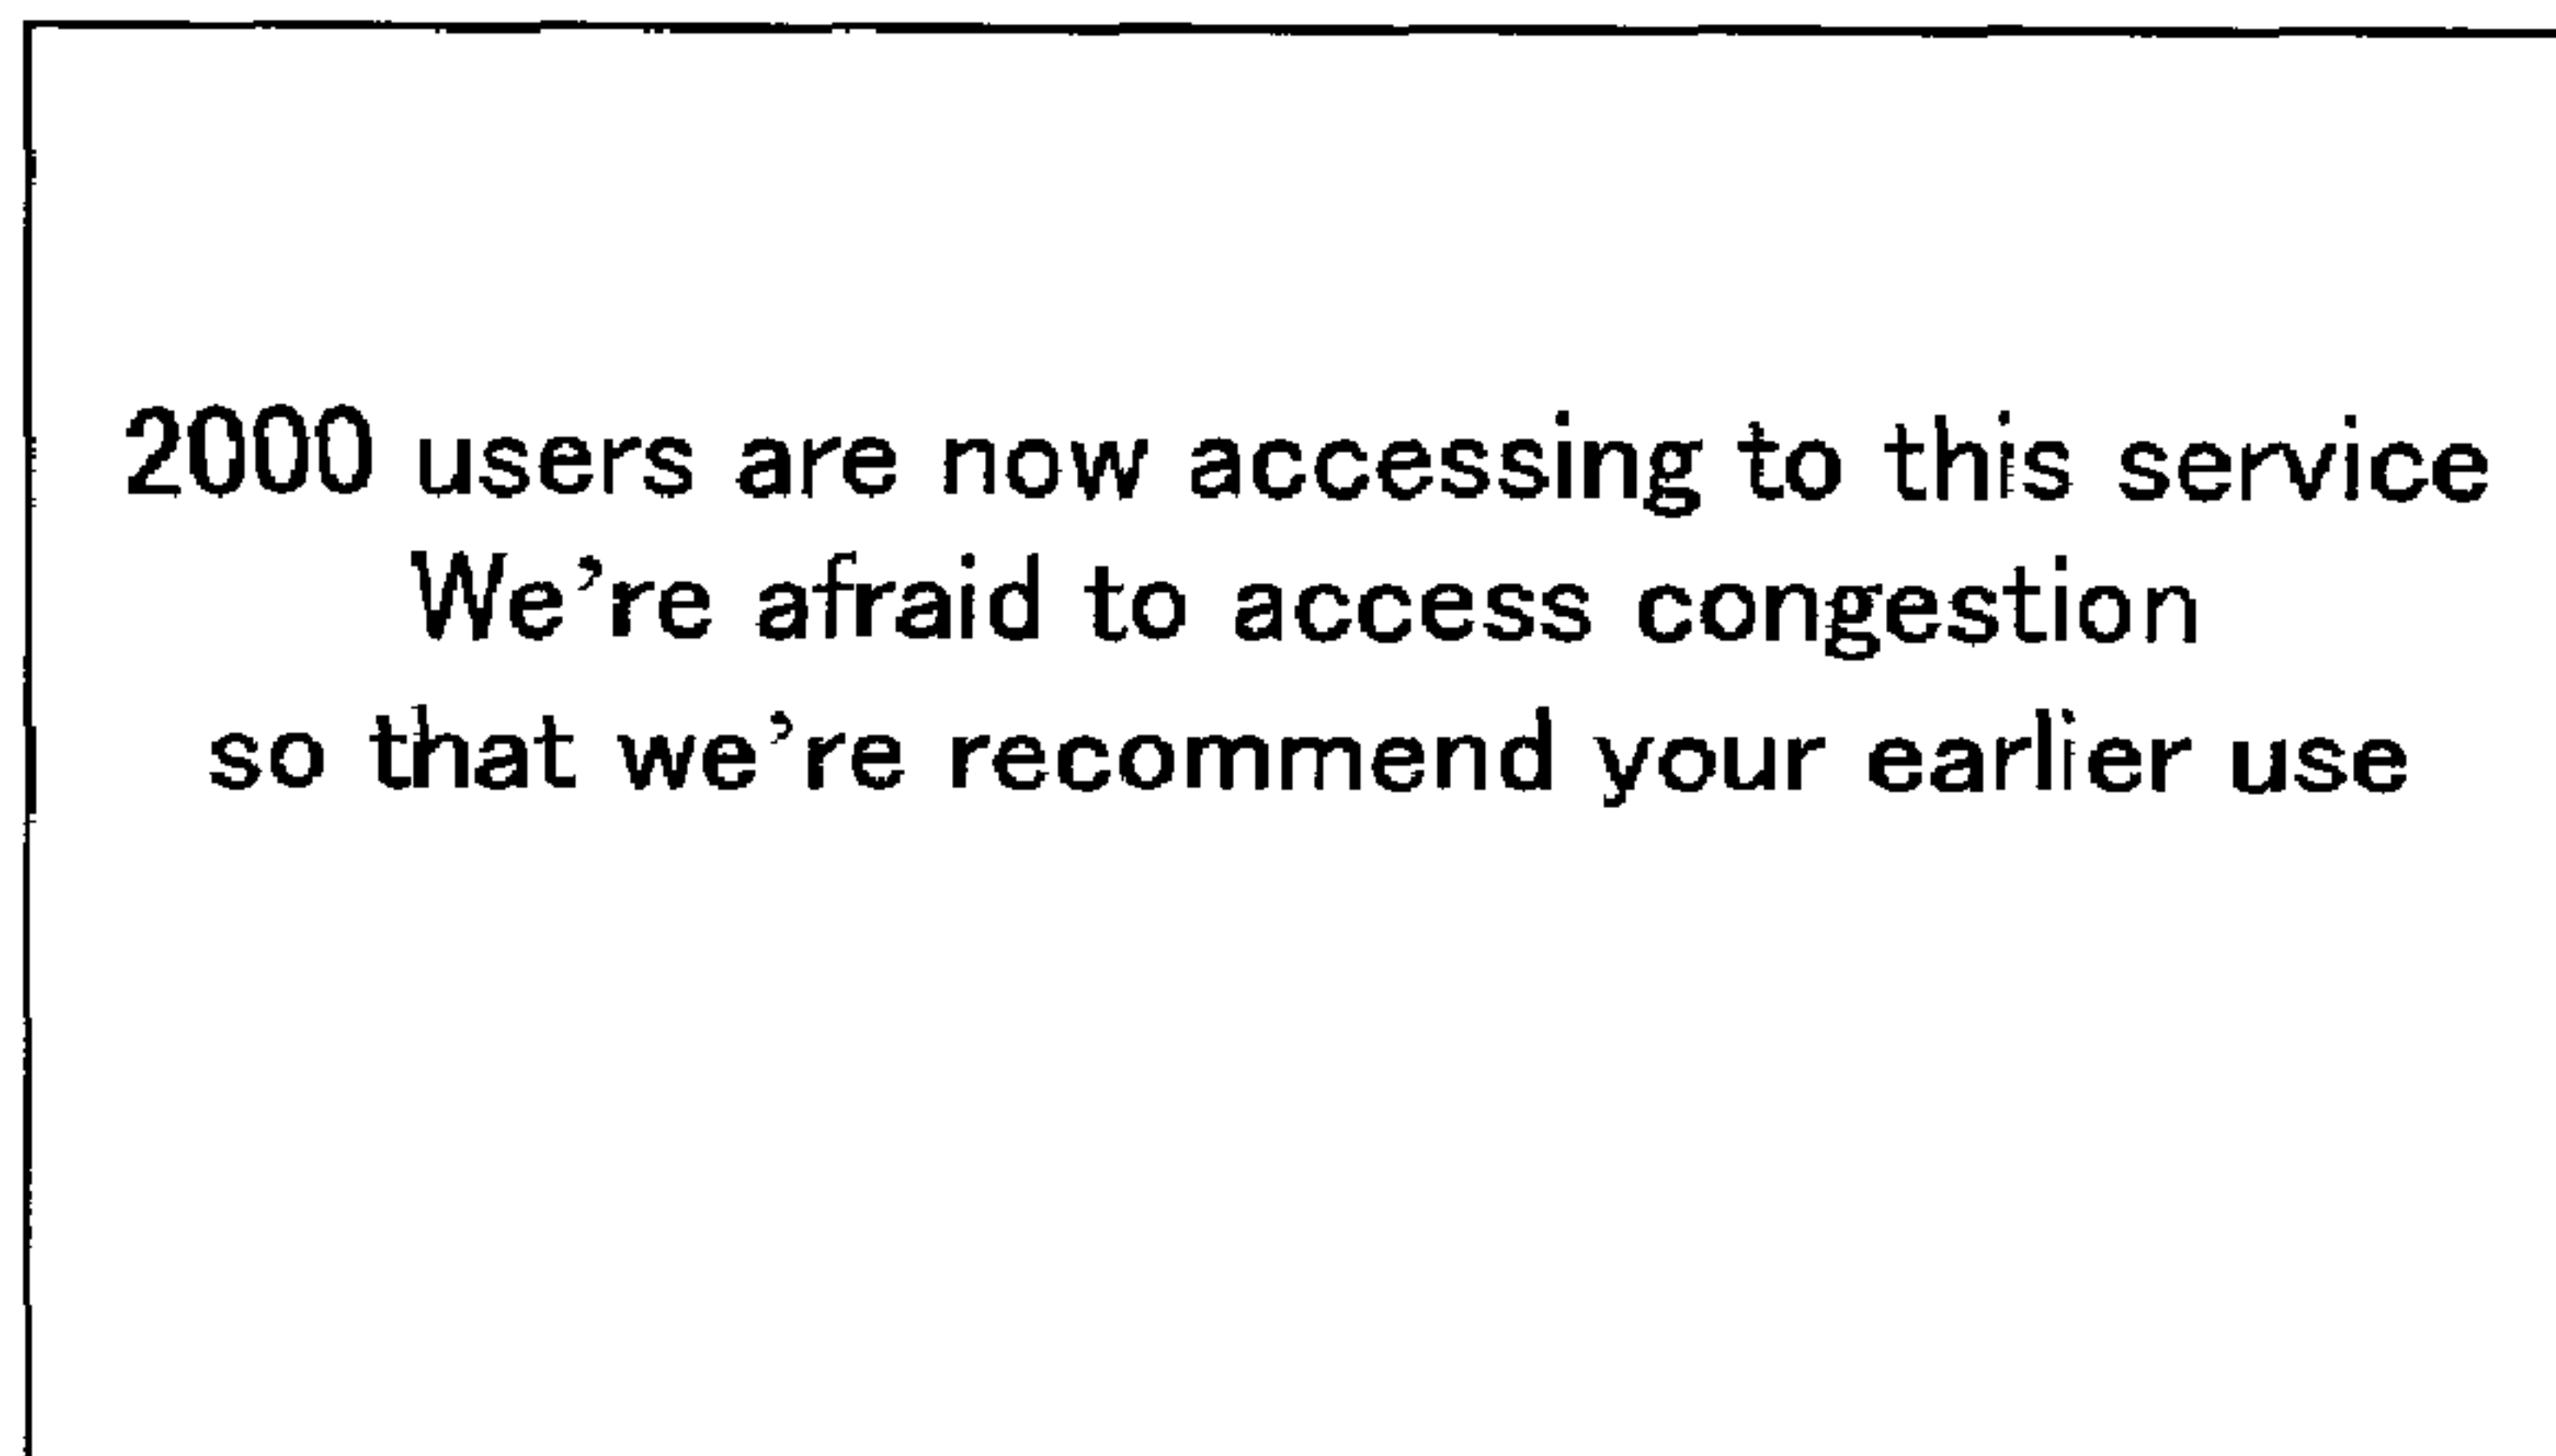 2000 users are now accessing to this service
We're afraid to access congestion
so that we're recommend your earlier use